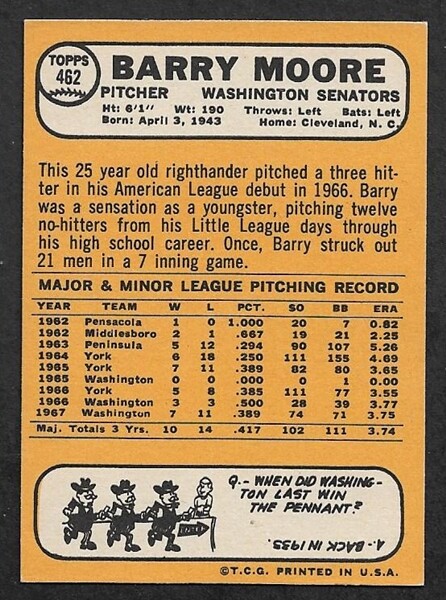 TOPPS
462
BARRY MOORE
PITCHER WASHINGTON SENATORS
Ht: 6'1" Wt: 190 Throws: Left Bats: Left
Born: April 3, 1943 Home: Cleveland, N. C.
This 25 year old righthander pitched a three hit-
ter in his American League debut in 1966. Barry
was a sensation as a youngster, pitching twelve
no-hitters from his Little League days through
his high school career. Once, Barry struck out
21 men in a 7 inning game.
MAJOR & MINOR LEAGUE PITCHING RECORD
YEAR TEAM W L PCT. SO BB ERA
1962 Pensacola 1 0 1.000 20 7 0.82
1962 Middlesboro 2 1 .667 19 21 2.25
1963 Peninsula 5 12 .294 90 107 5.26
1964 York 6 18 .250 111 155 4.69
1965 York 7 11 .389 82 80 3.65
1965 Washington 0 0 .000 0 1 0.00
1966 York 5 8 .385 111 77 3.55
1966 Washington 3 3 .500 28 39 3.77
1967 Washington 7 11 .389 74 71 3.75
Maj. Totals 3 Yrs. 10 14 .417 102 111 3.74
Q.- WHEN DID WASHING-
TON LAST WIN
THE PENNANT?
A.- BACK IN 1933.
©T.C.G. PRINTED IN U.S.A.